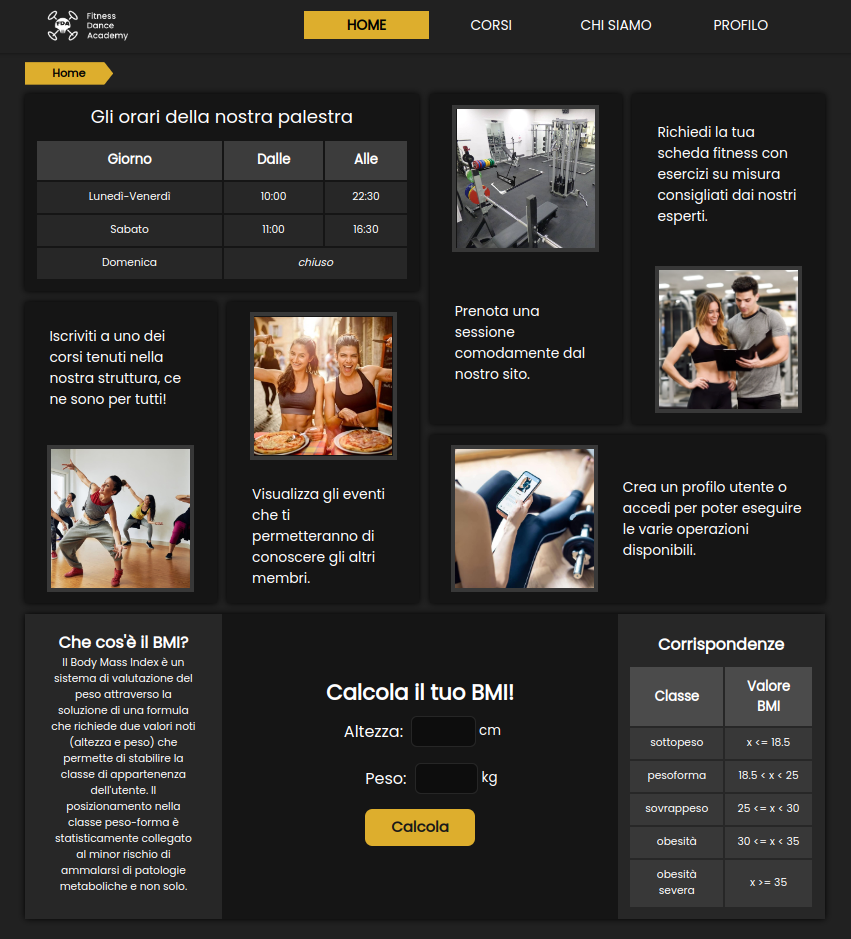 FDA
Fitness
Dance
Academy
HOME
CORSI
CHI SIAMO
PROFILO
Home
Gli orari della nostra palestra
Giorno Dalle Alle
Lunedì-Venerdì 10:00 22:30
Sabato 11:00 16:30
Domenica chiuso
Iscriviti a uno dei
corsi tenuti nella
nostra struttura, ce
ne sono per tutti!
Visualizza gli eventi
che ti
permetteranno di
conoscere gli altri
membri.
Prenota una
sessione
comodamente dal
nostro sito.
Richiedi la tua
scheda fitness con
esercizi su misura
consigliati dai nostri
esperti.
Crea un profilo utente o
accedi per poter eseguire
le varie operazioni
disponibili.
Che cos'è il BMI?
Il Body Mass Index è un
sistema di valutazione del
peso attraverso la
soluzione di una formula
che richiede due valori noti
(altezza e peso) che
permette di stabilire la
classe di appartenenza
dell'utente. Il
posizionamento nella
classe peso-forma è
statisticamente collegato
al minor rischio di
ammalarsi di patologie
metaboliche e non solo.
Calcola il tuo BMI!
Altezza: cm
Peso: kg
Calcola
Corrispondenze
Classe Valore
BMI
sottopeso x <= 18.5
pesoforma 18.5 < x < 25
sovrappeso 25 <= x < 30
obesità 30 <= x < 35
obesità
severa x >= 35